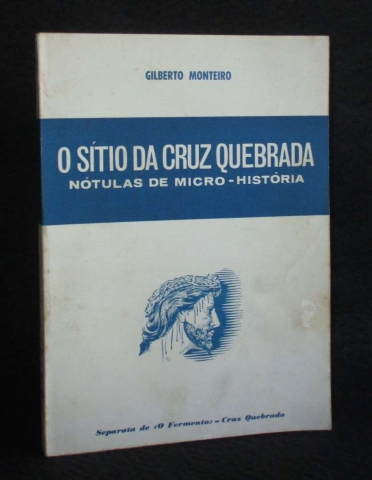 GILBERTO MONTEIRO
O SÍTIO DA CRUZ QUEBRADA
NÓTULAS DE MICRO-HISTÓRIA
Separata de «O Fermento» — Cruz Quebrada